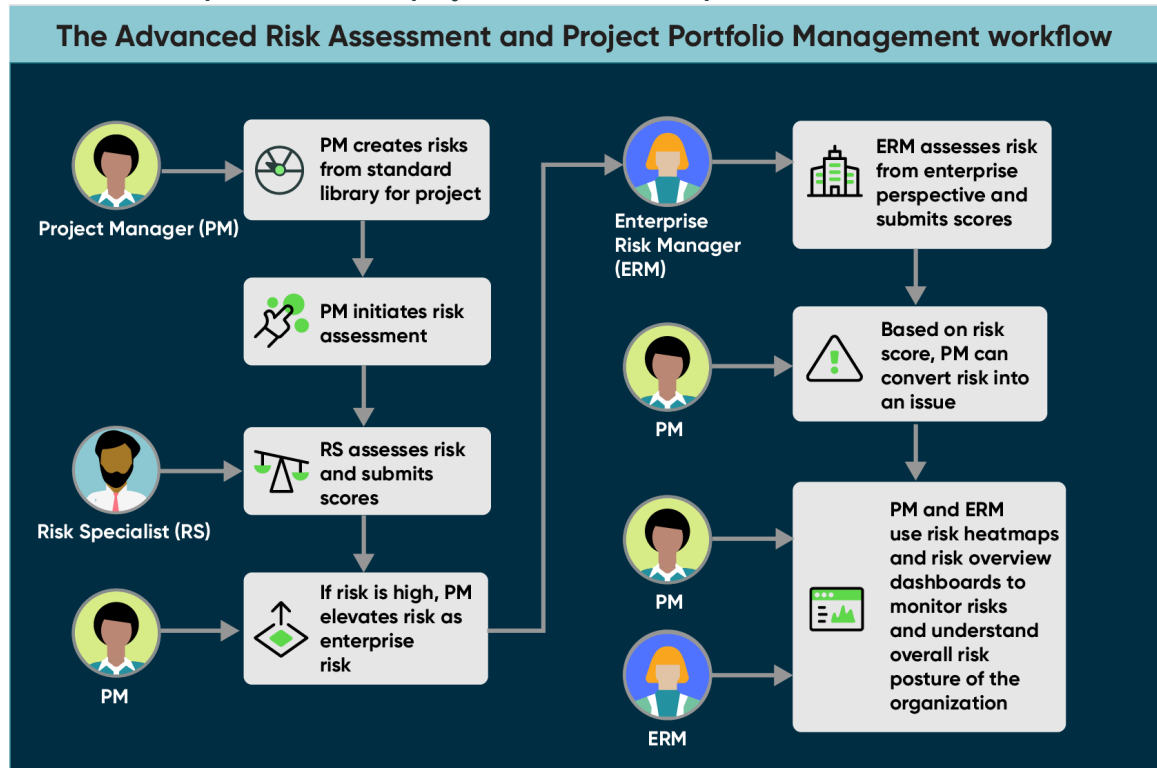 The Advanced Risk Assessment and Project Portfolio Management workflow
Project Manager (PM)
PM creates risks
from standard
library for project
PM initiates risk
assessment
Risk Specialist (RS)
RS assesses risk
and submits
scores
PM
If risk is high, PM
elevates risk as
enterprise
risk
Enterprise
Risk Manager
(ERM)
ERM assesses risk
from enterprise
perspective and
submits scores
PM
Based on risk
score, PM can
convert risk into
an issue
PM
ERM
PM and ERM
use risk heatmaps
and risk overview
dashboards to
monitor risks
and understand
overall risk
posture of the
organization